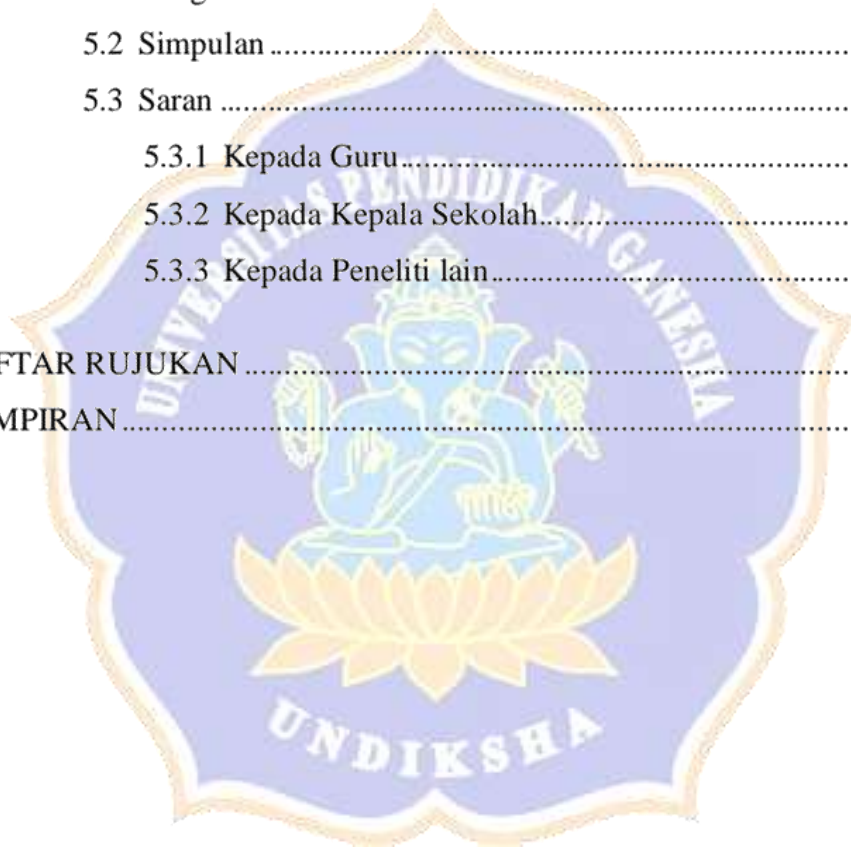 5.2 Simpulan ........................................................................
5.3 Saran ........................................................................
5.3.1 Kepada Guru........................................................................
5.3.2 Kepada Kepala Sekolah........................................................................
5.3.3 Kepada Peneliti lain........................................................................
FTAR RUJUKAN ........................................................................
MPIRAN........................................................................
UNIVERSITAS PENDIDIKAN GANESHA
UNDIKSHA